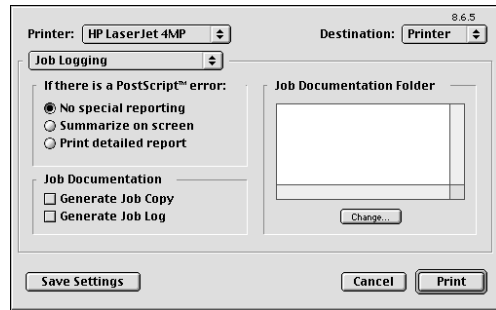 8.6.5
Printer: HP LaserJet 4MP
Destination: Printer
Job Logging
If there is a PostScript™ error:
No special reporting
Summarize on screen
Print detailed report
Job Documentation
Generate Job Copy
Generate Job Log
Job Documentation Folder
Change...
Save Settings
Cancel
Print